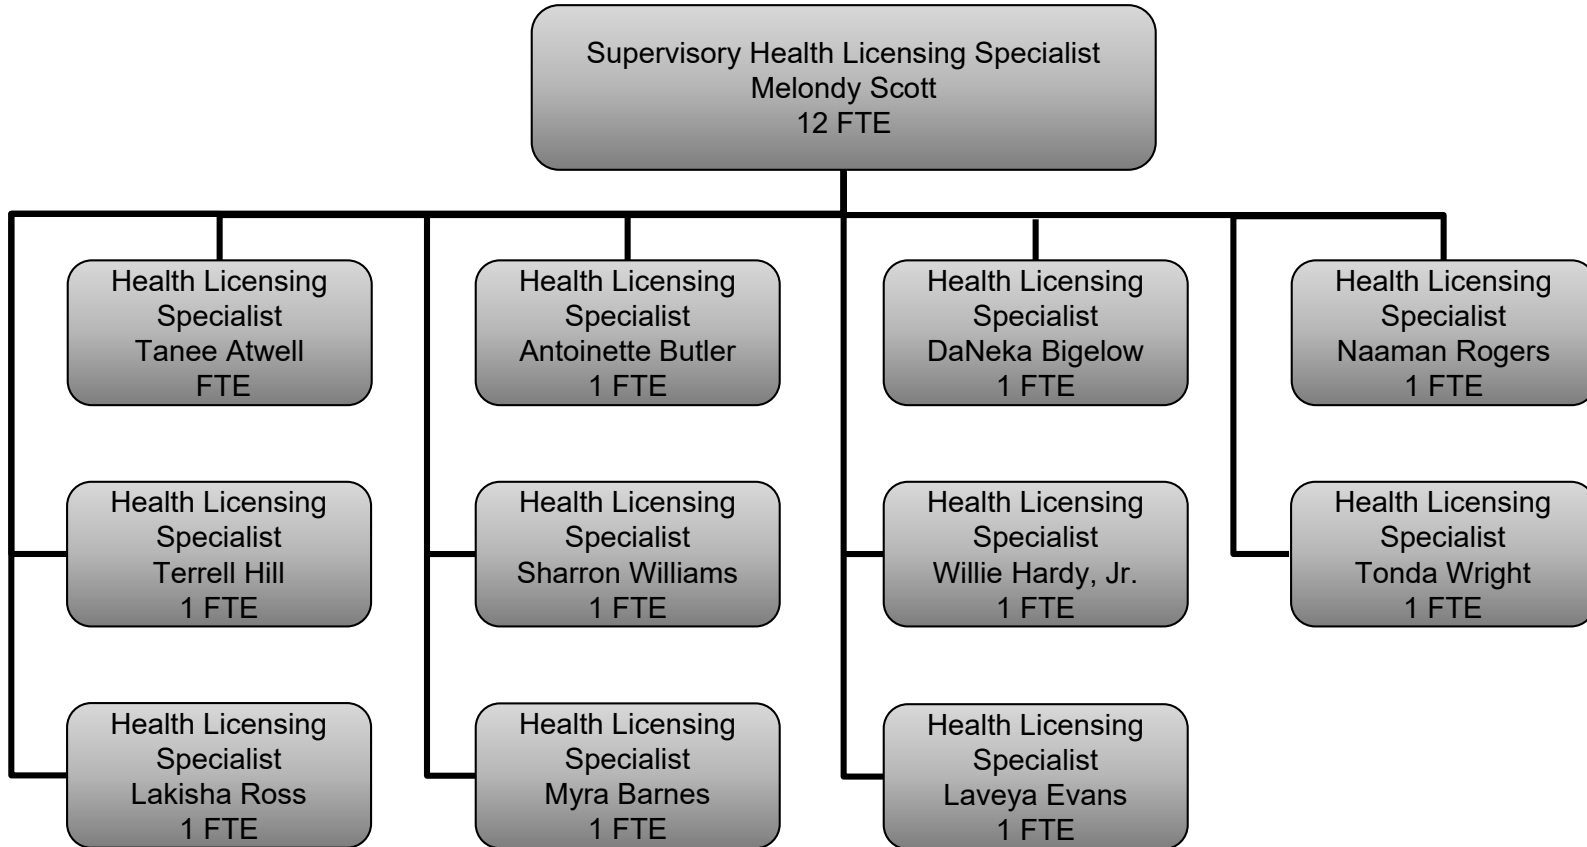 Supervisory Health Licensing Specialist
Melondy Scott
12 FTE
Health Licensing
Specialist
Tanee Atwell
FTE
Health Licensing
Specialist
Antoinette Butler
1 FTE
Health Licensing
Specialist
DaNeka Bigelow
1 FTE
Health Licensing
Specialist
Naaman Rogers
1 FTE
Health Licensing
Specialist
Terrell Hill
1 FTE
Health Licensing
Specialist
Sharron Williams
1 FTE
Health Licensing
Specialist
Willie Hardy, Jr.
1 FTE
Health Licensing
Specialist
Tonda Wright
1 FTE
Health Licensing
Specialist
Lakisha Ross
1 FTE
Health Licensing
Specialist
Myra Barnes
1 FTE
Health Licensing
Specialist
Laveya Evans
1 FTE